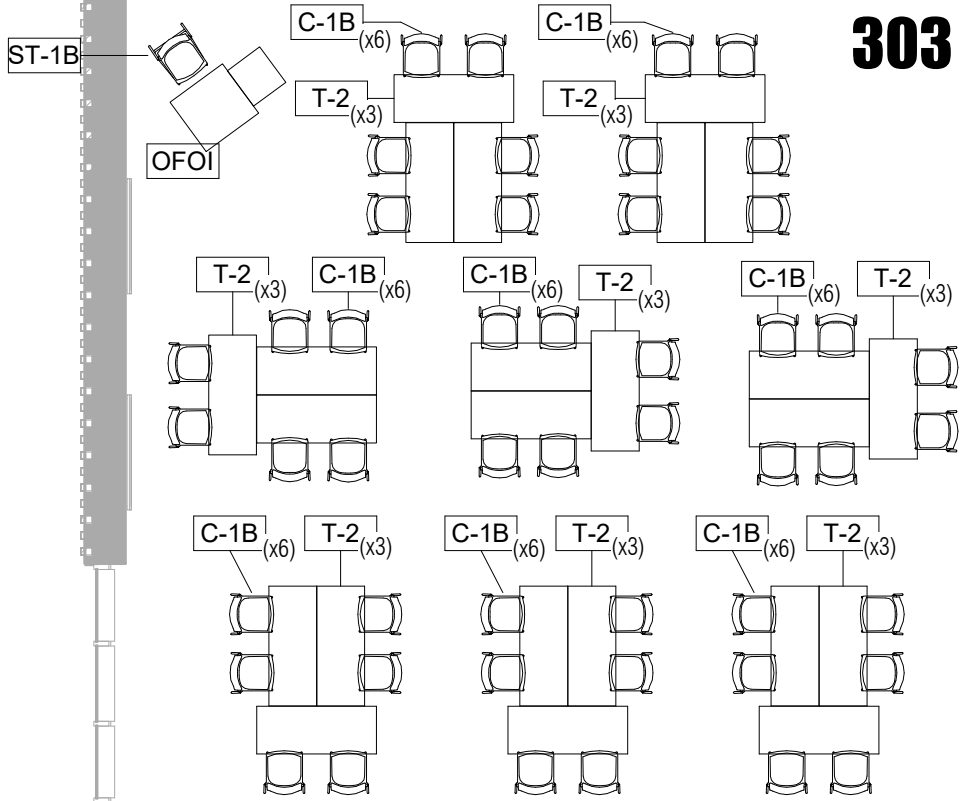 303
ST-1B
OFOI
C-1B (x6)
T-2 (x3)
C-1B (x6)
T-2 (x3)
T-2 (x3)
C-1B (x6)
C-1B (x6)
T-2 (x3)
C-1B (x6)
T-2 (x3)
C-1B (x6)
T-2 (x3)
C-1B (x6)
T-2 (x3)
C-1B (x6)
T-2 (x3)